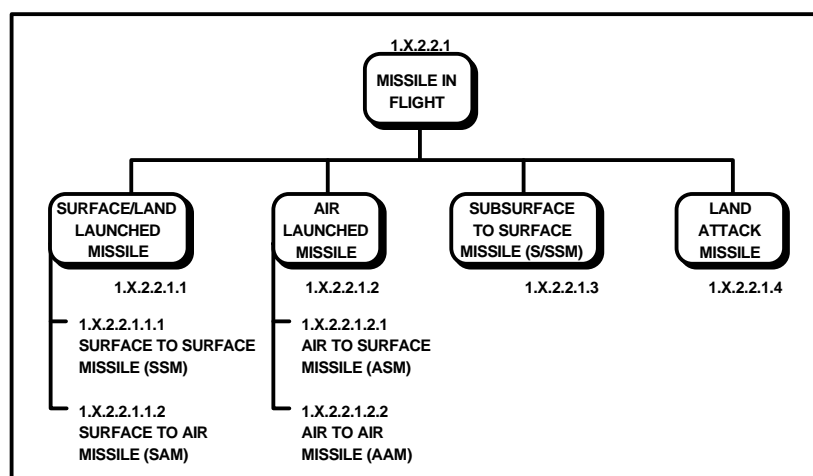 1.X.2.2.1
MISSILE IN
FLIGHT
SURFACE/LAND
LAUNCHED
MISSILE
1.X.2.2.1.1
1.X.2.2.1.1.1
SURFACE TO SURFACE
MISSILE (SSM)
1.X.2.2.1.1.2
SURFACE TO AIR
MISSILE (SAM)
AIR
LAUNCHED
MISSILE
1.X.2.2.1.2
1.X.2.2.1.2.1
AIR TO SURFACE
MISSILE (ASM)
1.X.2.2.1.2.2
AIR TO AIR
MISSILE (AAM)
SUBSURFACE
TO SURFACE
MISSILE (S/SSM)
1.X.2.2.1.3
LAND
ATTACK
MISSILE
1.X.2.2.1.4